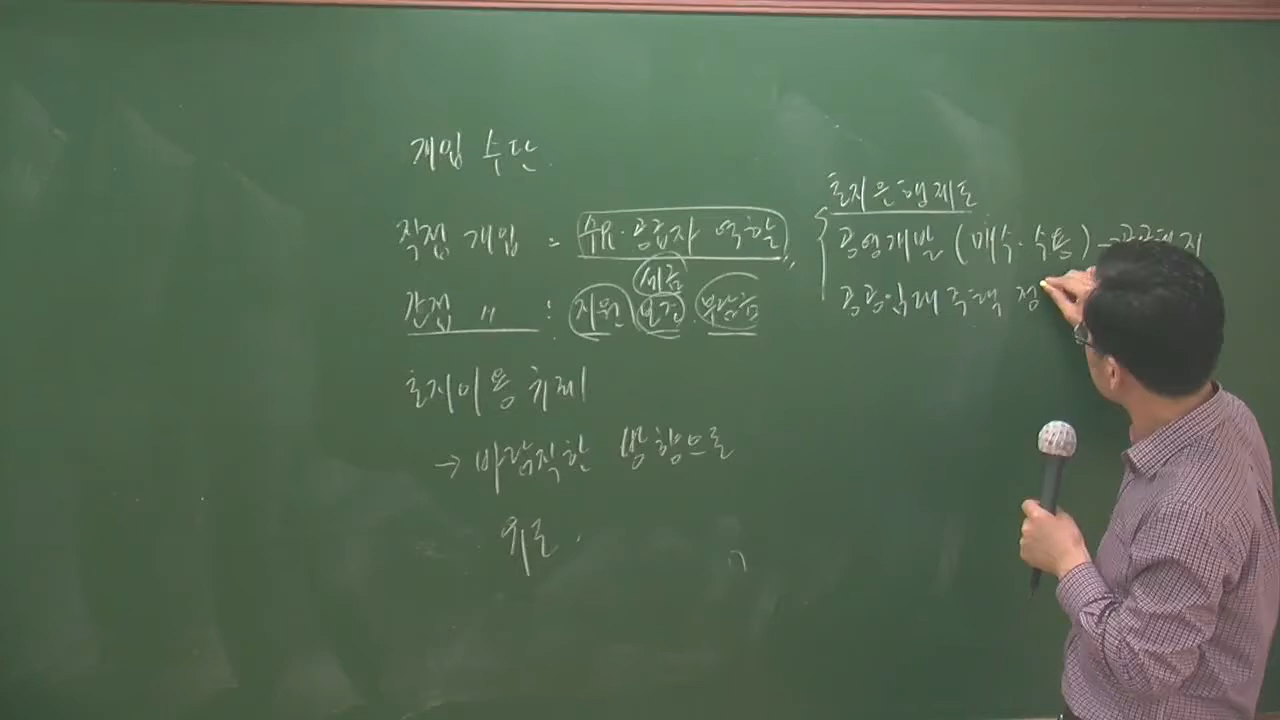 개입 수단.
직접 개입 = 수요·공급자 역할,,
세금
간접 〃 : 지원 보조 부담금
토지이용 규제
→ 바람직한 방향으로
유도.
토지은행제도
공영개발 (매수·수용) - 공공택지
공공임대주택 정